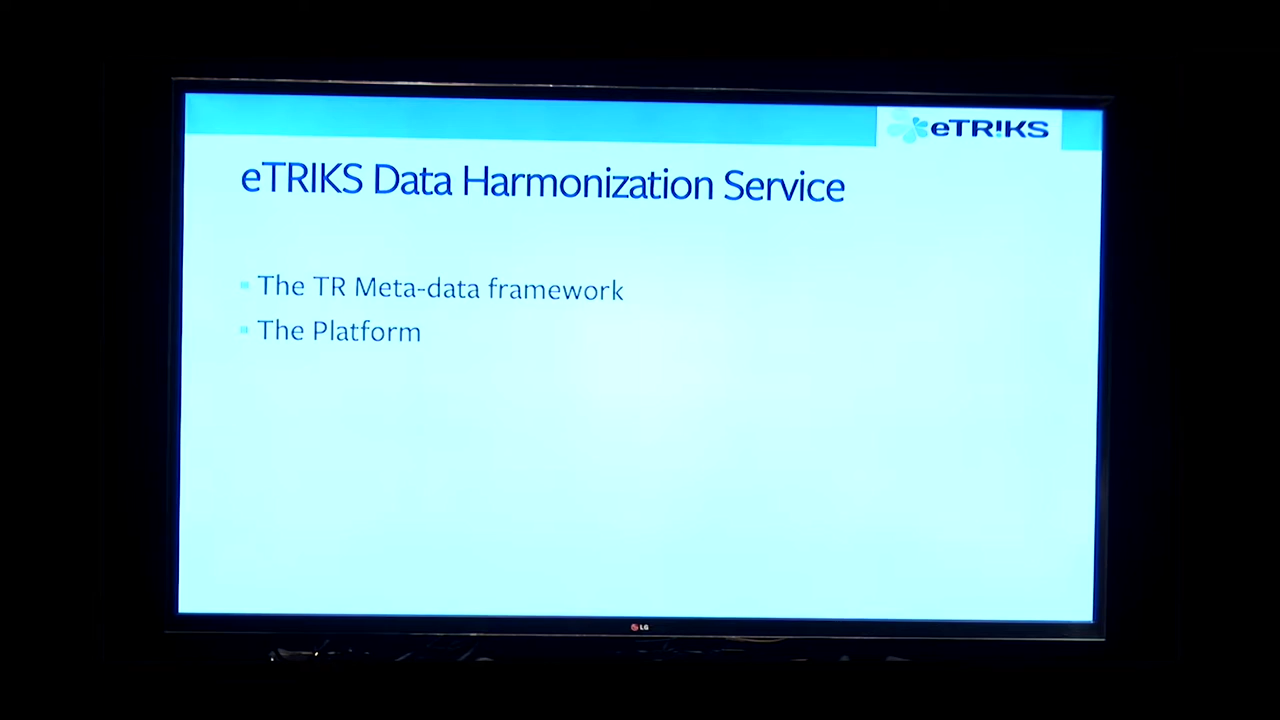 eTRIKS
eTRIKS Data Harmonization Service
The TR Meta-data framework
The Platform
LG